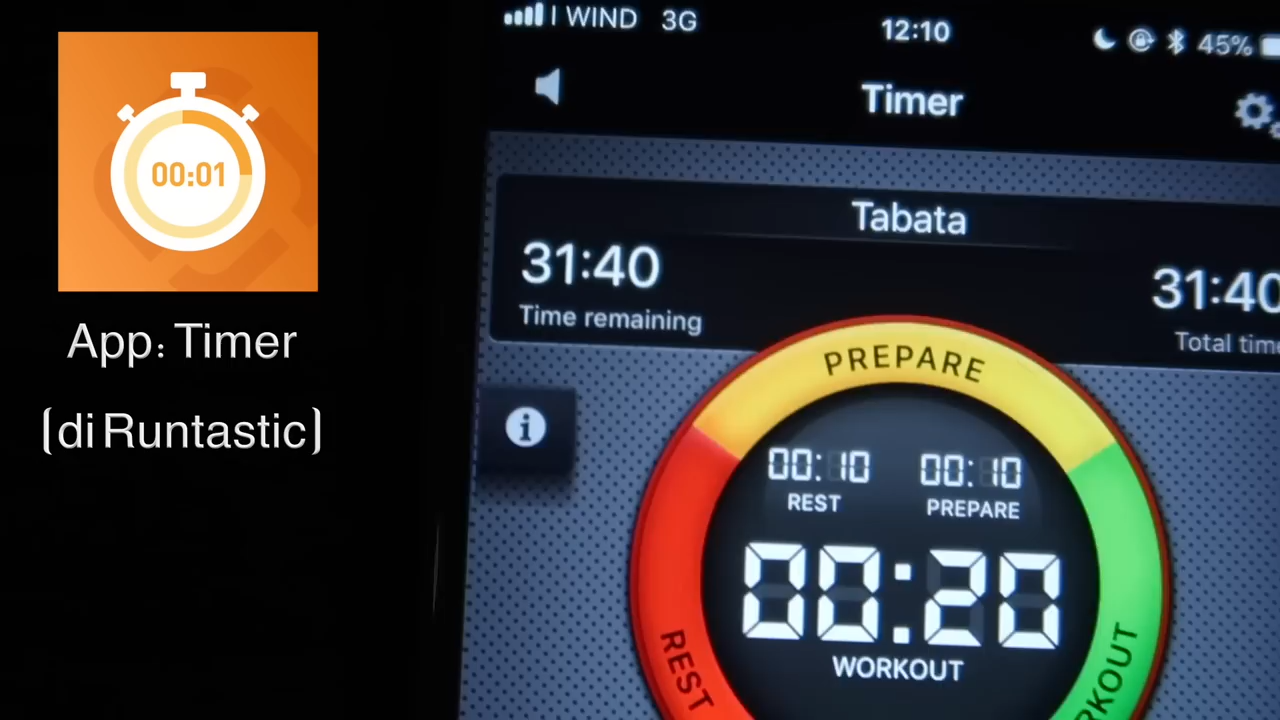 00:01
App: Timer
(di Runtastic)
I WIND 3G 12:10 45%
Timer
Tabata
31:40 31:40
Time remaining Total time
PREPARE
00:10 00:10
REST PREPARE
00:20
WORKOUT
REST
RKOUT